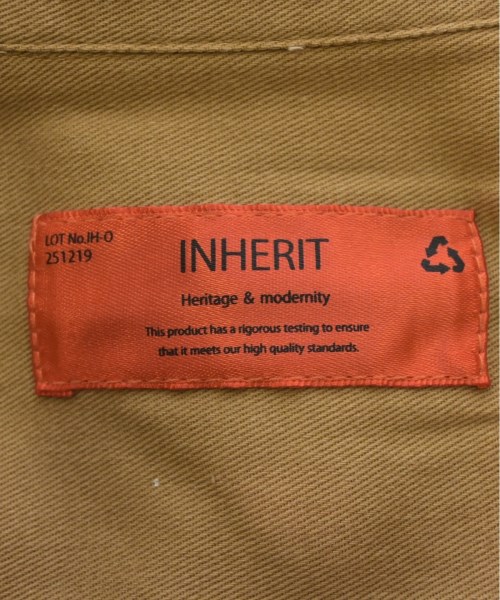 LOT No.IH-O
251219
INHERIT
Heritage & modernity
This product has a rigorous testing to ensure
that it meets our high quality standards.